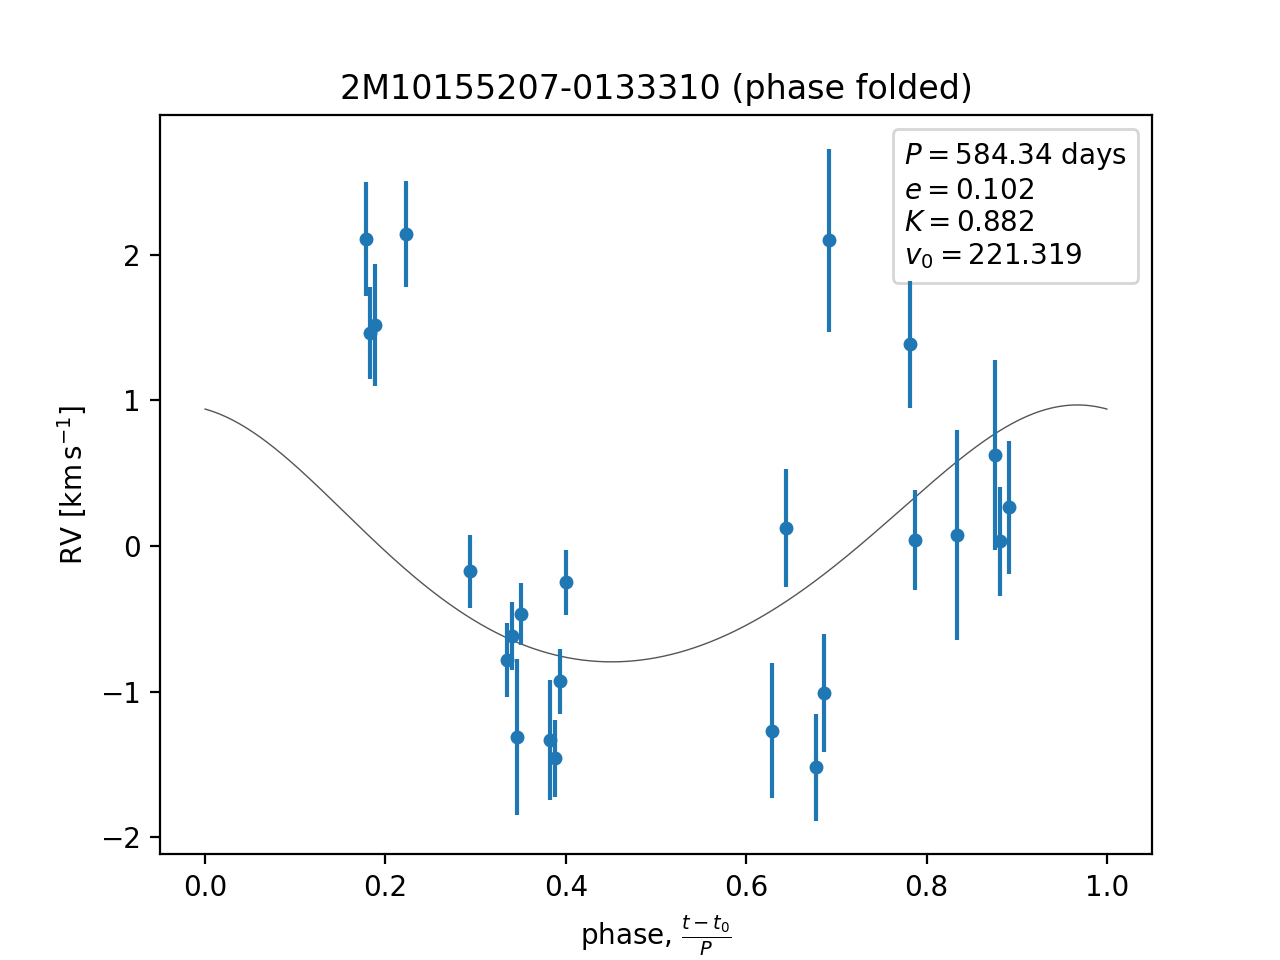 2M10155207-0133310 (phase folded)
P = 584.34 days
e = 0.102
K = 0.882
v₀ = 221.319
RV [km s⁻¹]
2
1
0
−1
−2
0.0 0.2 0.4 0.6 0.8 1.0
phase, (t − t₀)/P